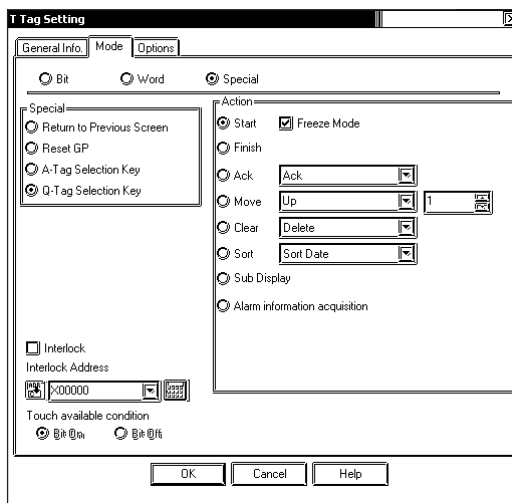 T Tag Setting
General Info. Mode Options
Bit Word Special
Special
Return to Previous Screen
Reset GP
A-Tag Selection Key
Q-Tag Selection Key
Action
Start Freeze Mode
Finish
Ack Ack
Move Up 1
Clear Delete
Sort Sort Date
Sub Display
Alarm information acquisition
Interlock
Interlock Address
X00000
Touch available condition
Bit On Bit Off
OK Cancel Help